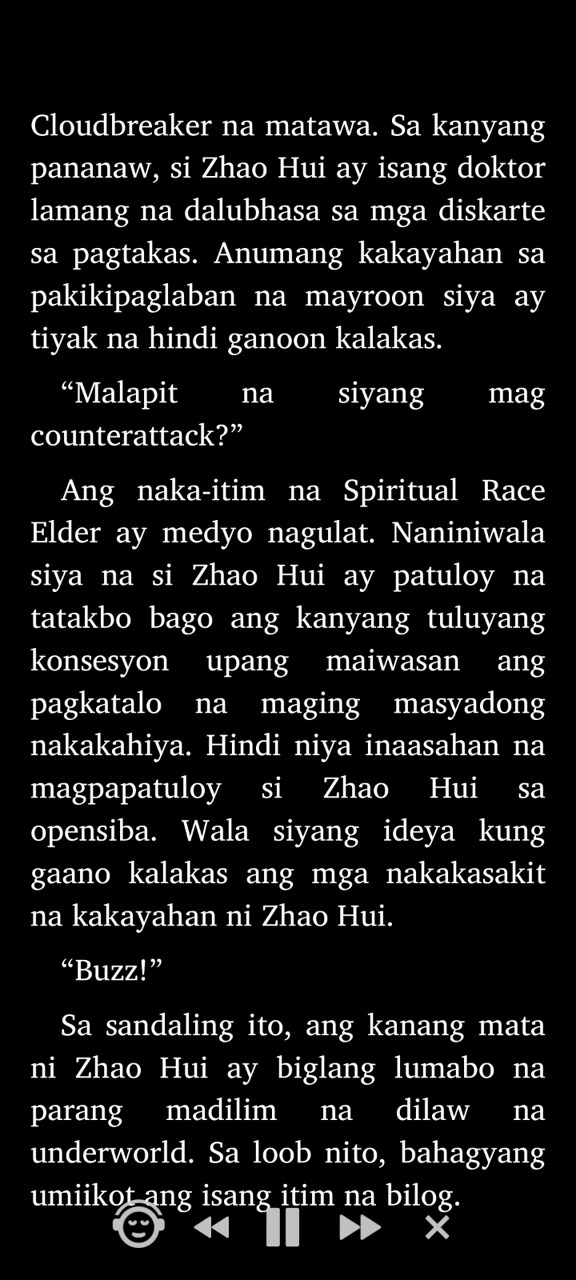 Cloudbreaker na matawa. Sa kanyang
pananaw, si Zhao Hui ay isang doktor
lamang na dalubhasa sa mga diskarte
sa pagtakas. Anumang kakayahan sa
pakikipaglaban na mayroon siya ay
tiyak na hindi ganoon kalakas.
“Malapit na siyang mag
counterattack?”
Ang naka-itim na Spiritual Race
Elder ay medyo nagulat. Naniniwala
siya na si Zhao Hui ay patuloy na
tatakbo bago ang kanyang tuluyang
konsesyon upang maiwasan ang
pagkatalo na maging masyadong
nakakahiya. Hindi niya inaasahan na
magpapatuloy si Zhao Hui sa
opensiba. Wala siyang ideya kung
gaano kalakas ang mga nakakasakit
na kakayahan ni Zhao Hui.
“Buzz!”
Sa sandaling ito, ang kanang mata
ni Zhao Hui ay biglang lumabo na
parang madilim na dilaw na
underworld. Sa loob nito, bahagyang
umiikot ang isang itim na bilog.